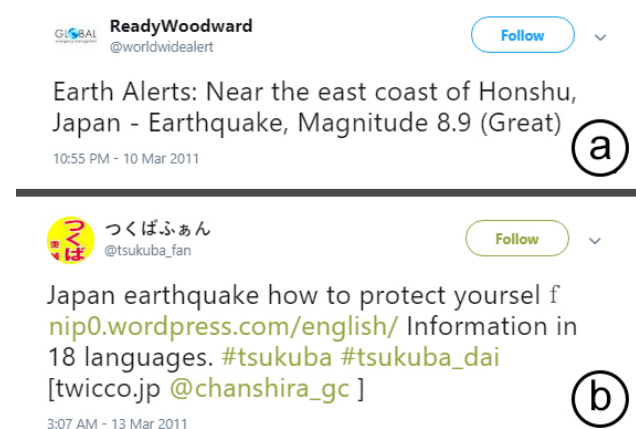 GLOBAL
ReadyWoodward
@worldwidealert
Follow
Earth Alerts: Near the east coast of Honshu,
Japan - Earthquake, Magnitude 8.9 (Great)
10:55 PM - 10 Mar 2011
a
つくば
つくばふぁん
@tsukuba_fan
Follow
Japan earthquake how to protect yoursel f
nip0.wordpress.com/english/ Information in
18 languages. #tsukuba #tsukuba_dai
[twicco.jp @chanshira_gc ]
3:07 AM - 13 Mar 2011
b